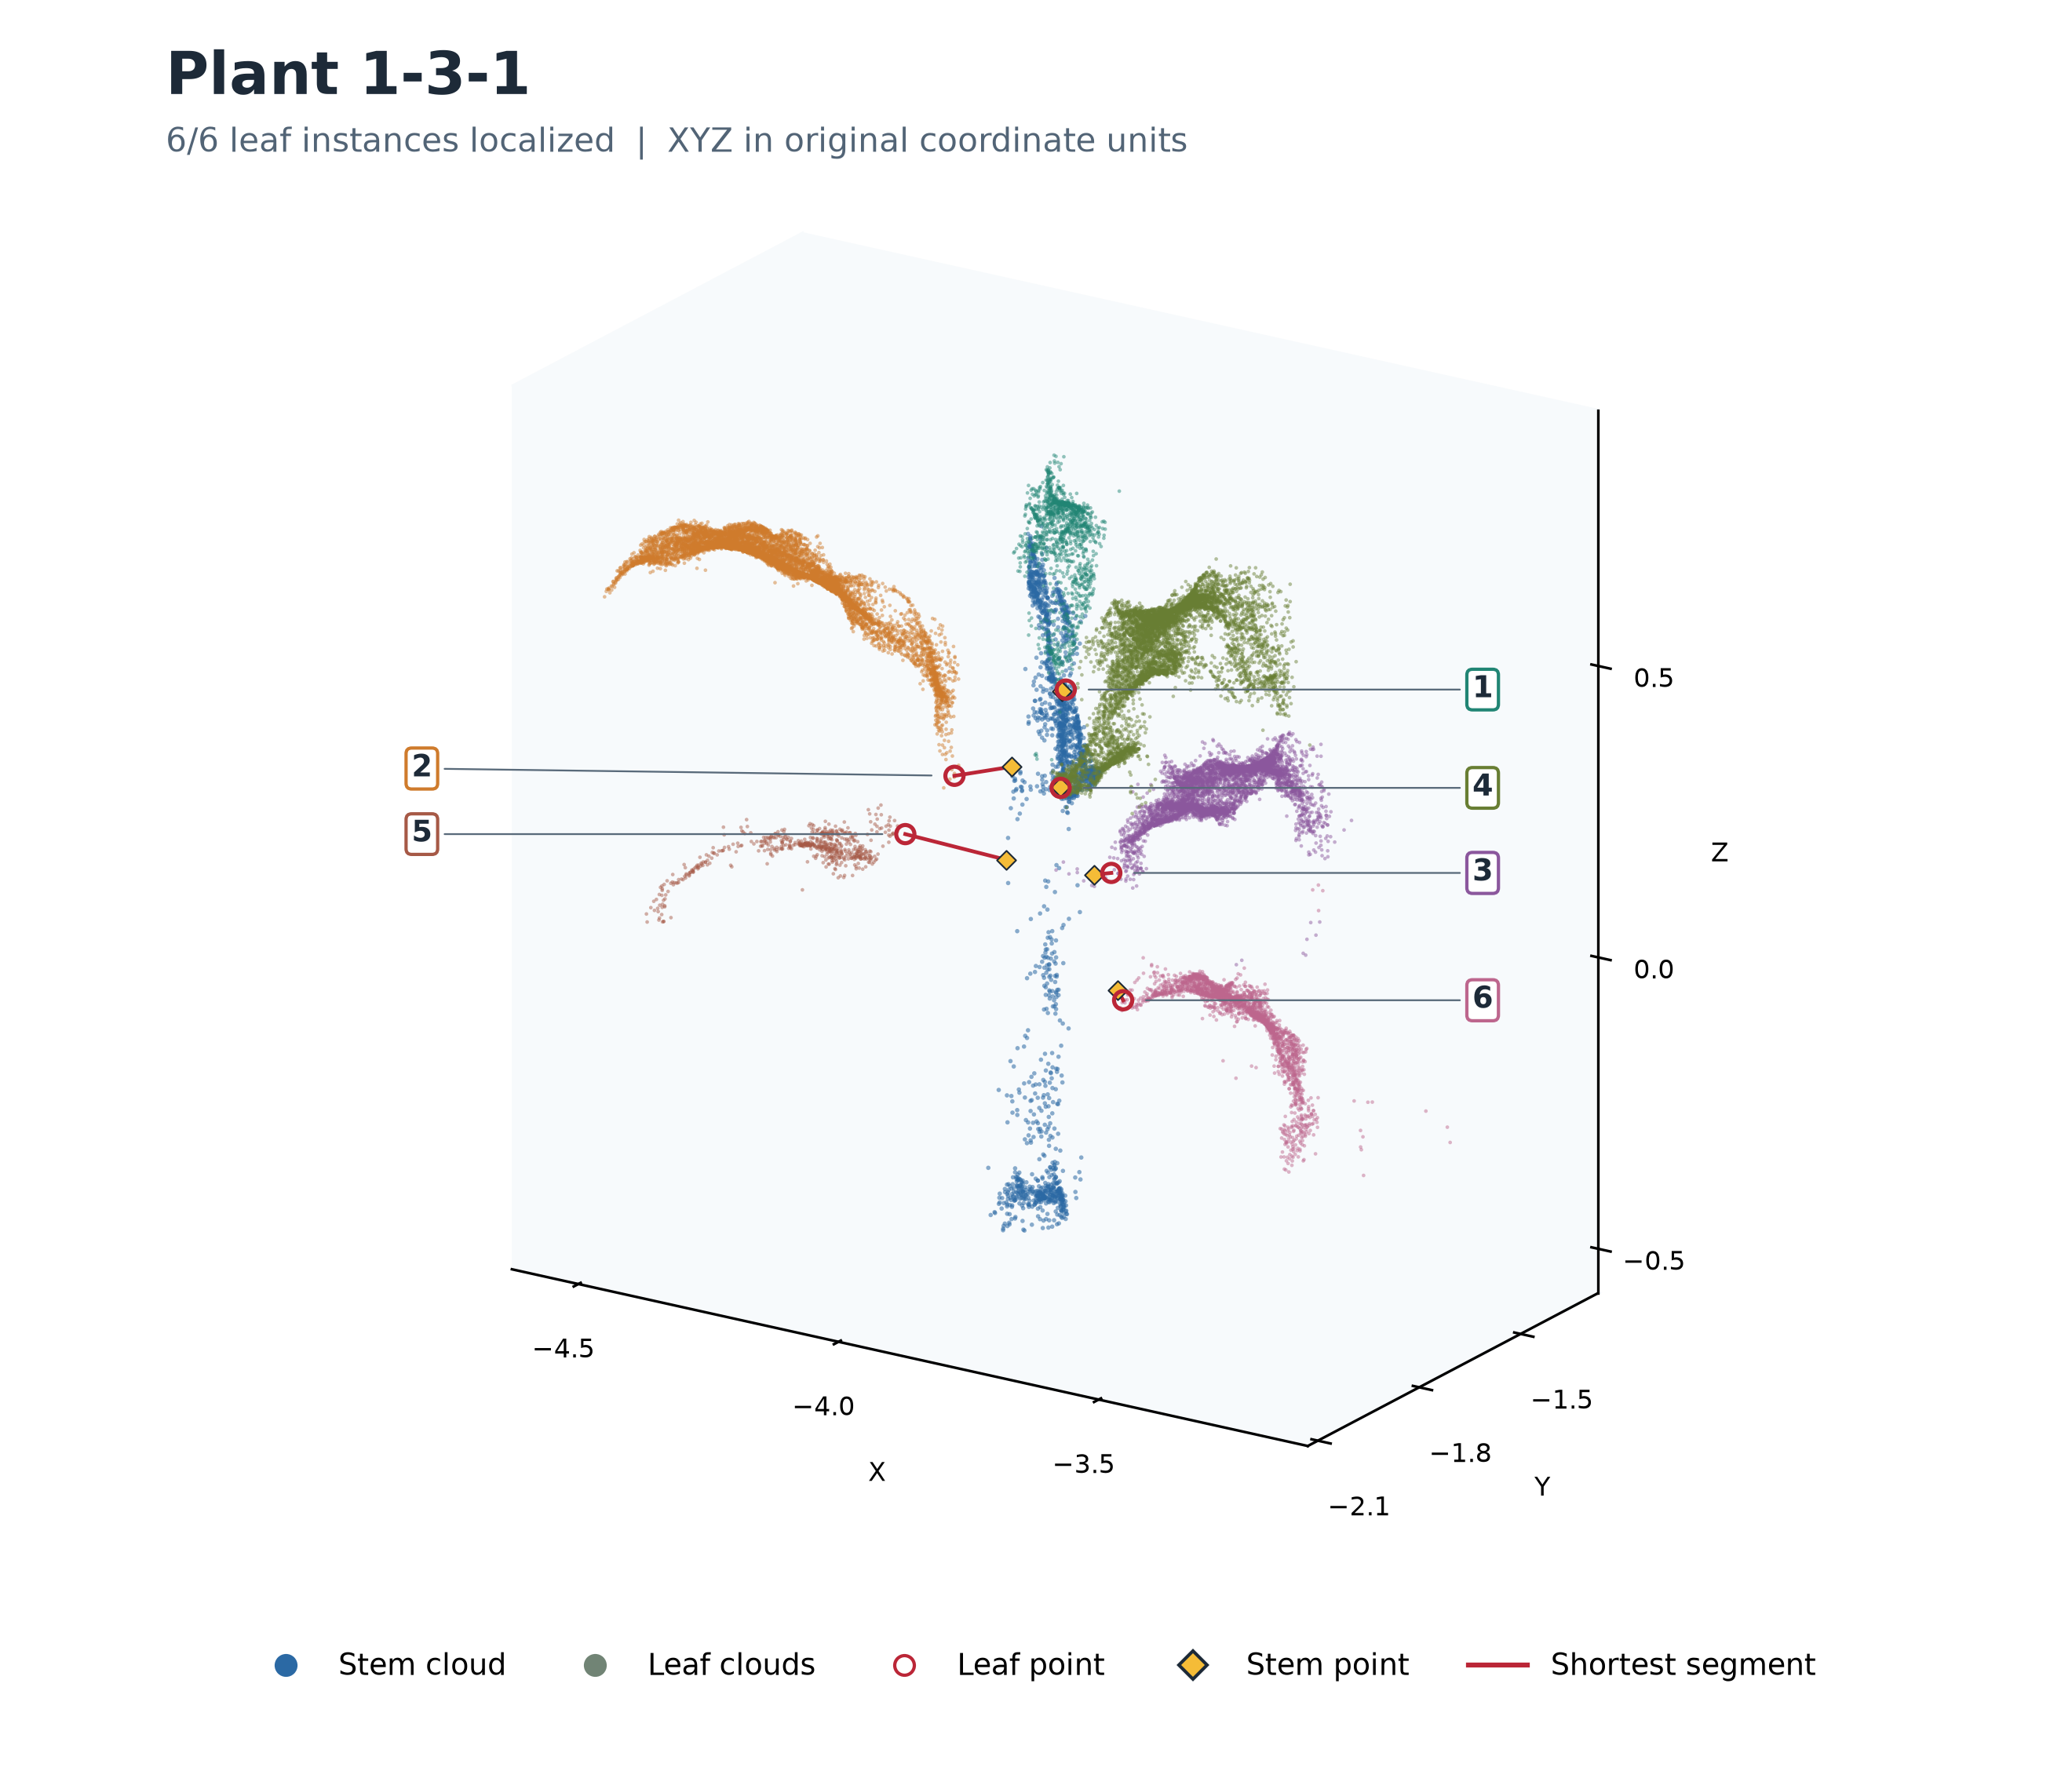 Plant 1-3-1
6/6 leaf instances localized | XYZ in original coordinate units
1
0.5
2
4
5
Z
3
0.0
6
−0.5
−4.5
−4.0
−1.5
−3.5
−1.8
X
Y
−2.1
Stem cloud
Leaf clouds
Leaf point
Stem point
Shortest segment